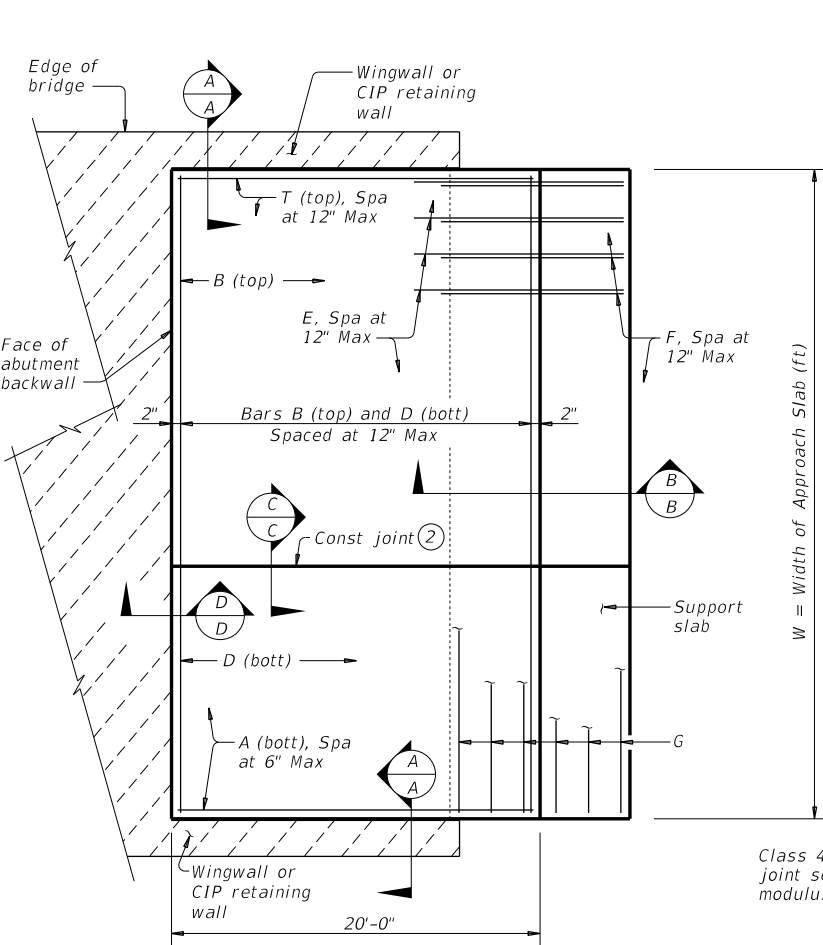 Edge of
bridge
A
A
Wingwall or
CIP retaining
wall
T (top), Spa
at 12" Max
B (top)
E, Spa at
12" Max
F, Spa at
12" Max
Face of
abutment
backwall
2"
Bars B (top) and D (bott)
Spaced at 12" Max
2"
W = Width of Approach Slab (ft)
B
B
C
C
Const joint 2
D
D
Support
slab
D (bott)
A (bott), Spa
at 6" Max
G
A
A
Wingwall or
CIP retaining
wall
20'-0"
Class 4
joint